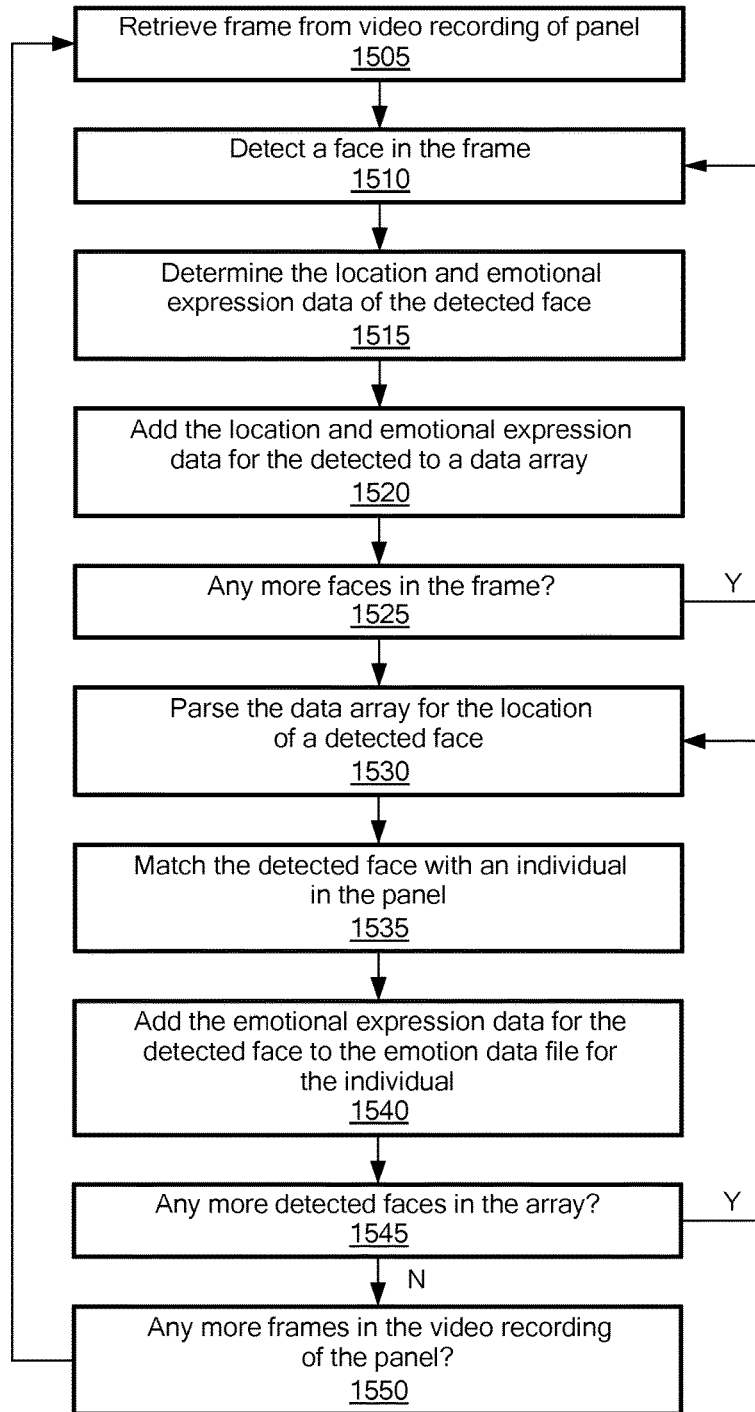 Retrieve frame from video recording of panel
1505
Detect a face in the frame
1510
Determine the location and emotional
expression data of the detected face
1515
Add the location and emotional expression
data for the detected to a data array
1520
Any more faces in the frame?
Y
1525
Parse the data array for the location
of a detected face
1530
Match the detected face with an individual
in the panel
1535
Add the emotional expression data for the
detected face to the emotion data file for
the individual
1540
Any more detected faces in the array?
Y
1545
N
Any more frames in the video recording
of the panel?
1550